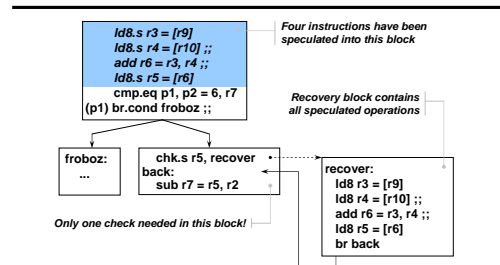 ld8.s r3 = [r9]
ld8.s r4 = [r10] ;;
add r6 = r3, r4 ;;
ld8.s r5 = [r6]
cmp.eq p1, p2 = 6, r7
(p1) br.cond froboz ;;
Four instructions have been
speculated into this block
Recovery block contains
all speculated operations
froboz:
...
chk.s r5, recover
back:
sub r7 = r5, r2
Only one check needed in this block!
recover:
ld8 r3 = [r9]
ld8 r4 = [r10] ;;
add r6 = r3, r4 ;;
ld8 r5 = [r6]
br back